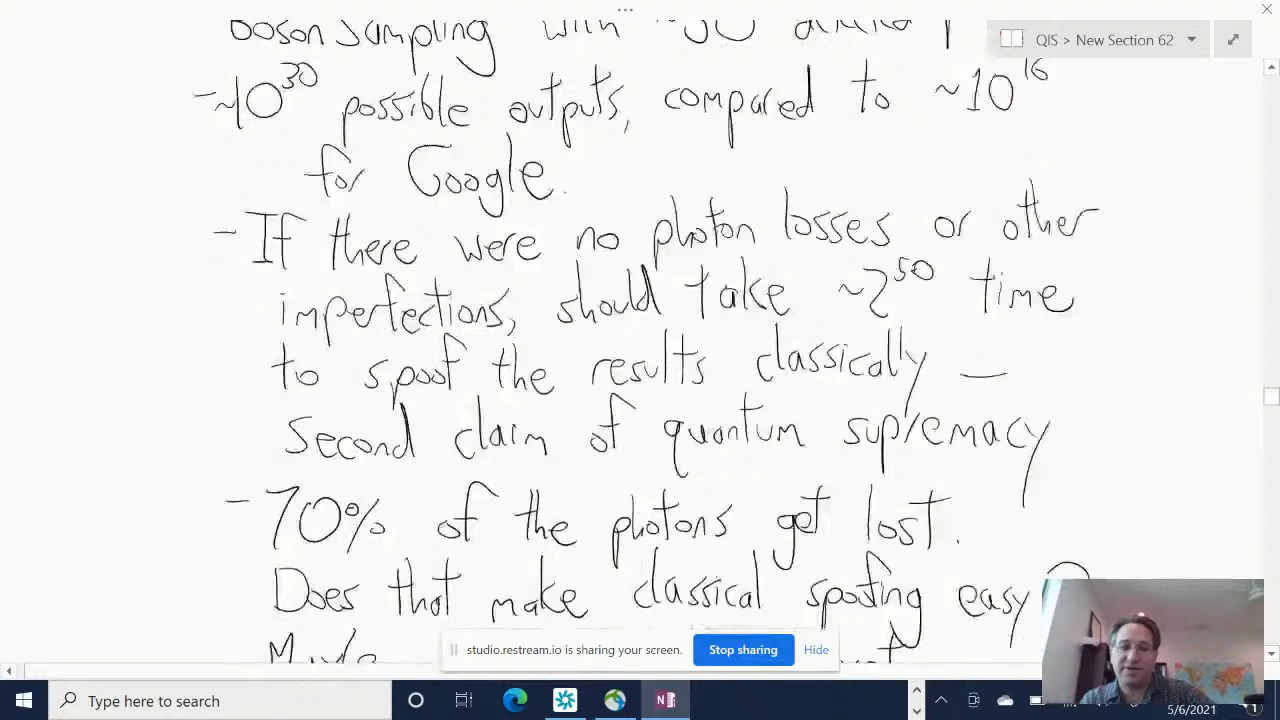 Boson Sampling with ~50
QIS > New Section 62
- ~10^30 possible outputs, compared to ~10^16
for Google.
- If there were no photon losses or other
imperfections, should take ~2^50 time
to spoof the results classically —
Second claim of quantum supremacy
- 70% of the photons get lost.
Does that make classical spoofing easy?
studio.restream.io is sharing your screen.
Stop sharing
Hide
Type here to search
5/6/2021